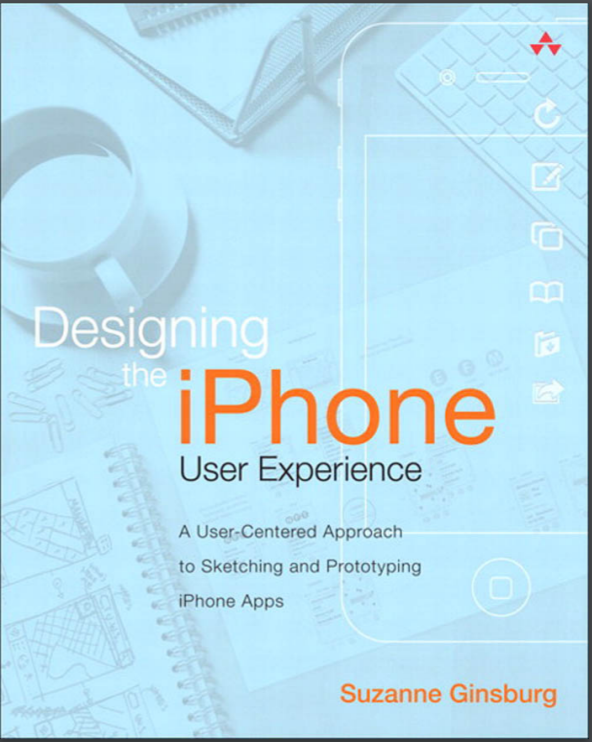 Designing
the
iPhone
User Experience
A User-Centered Approach
to Sketching and Prototyping
iPhone Apps
Suzanne Ginsburg